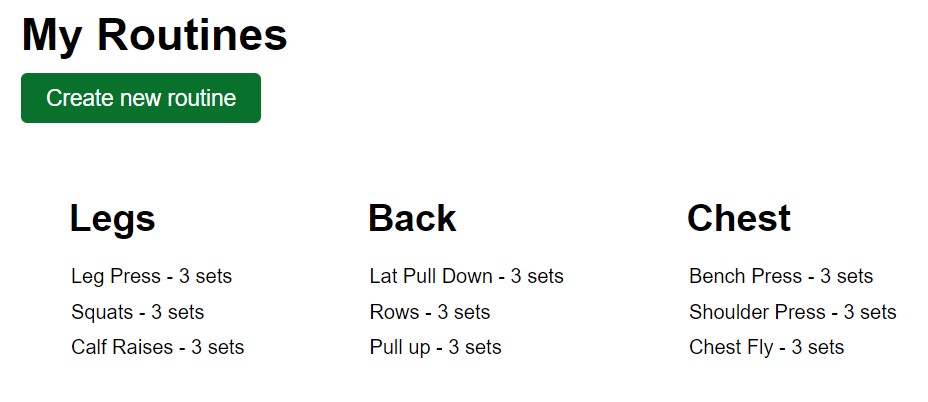 My Routines
Create new routine
Legs
Leg Press - 3 sets
Squats - 3 sets
Calf Raises - 3 sets
Back
Lat Pull Down - 3 sets
Rows - 3 sets
Pull up - 3 sets
Chest
Bench Press - 3 sets
Shoulder Press - 3 sets
Chest Fly - 3 sets